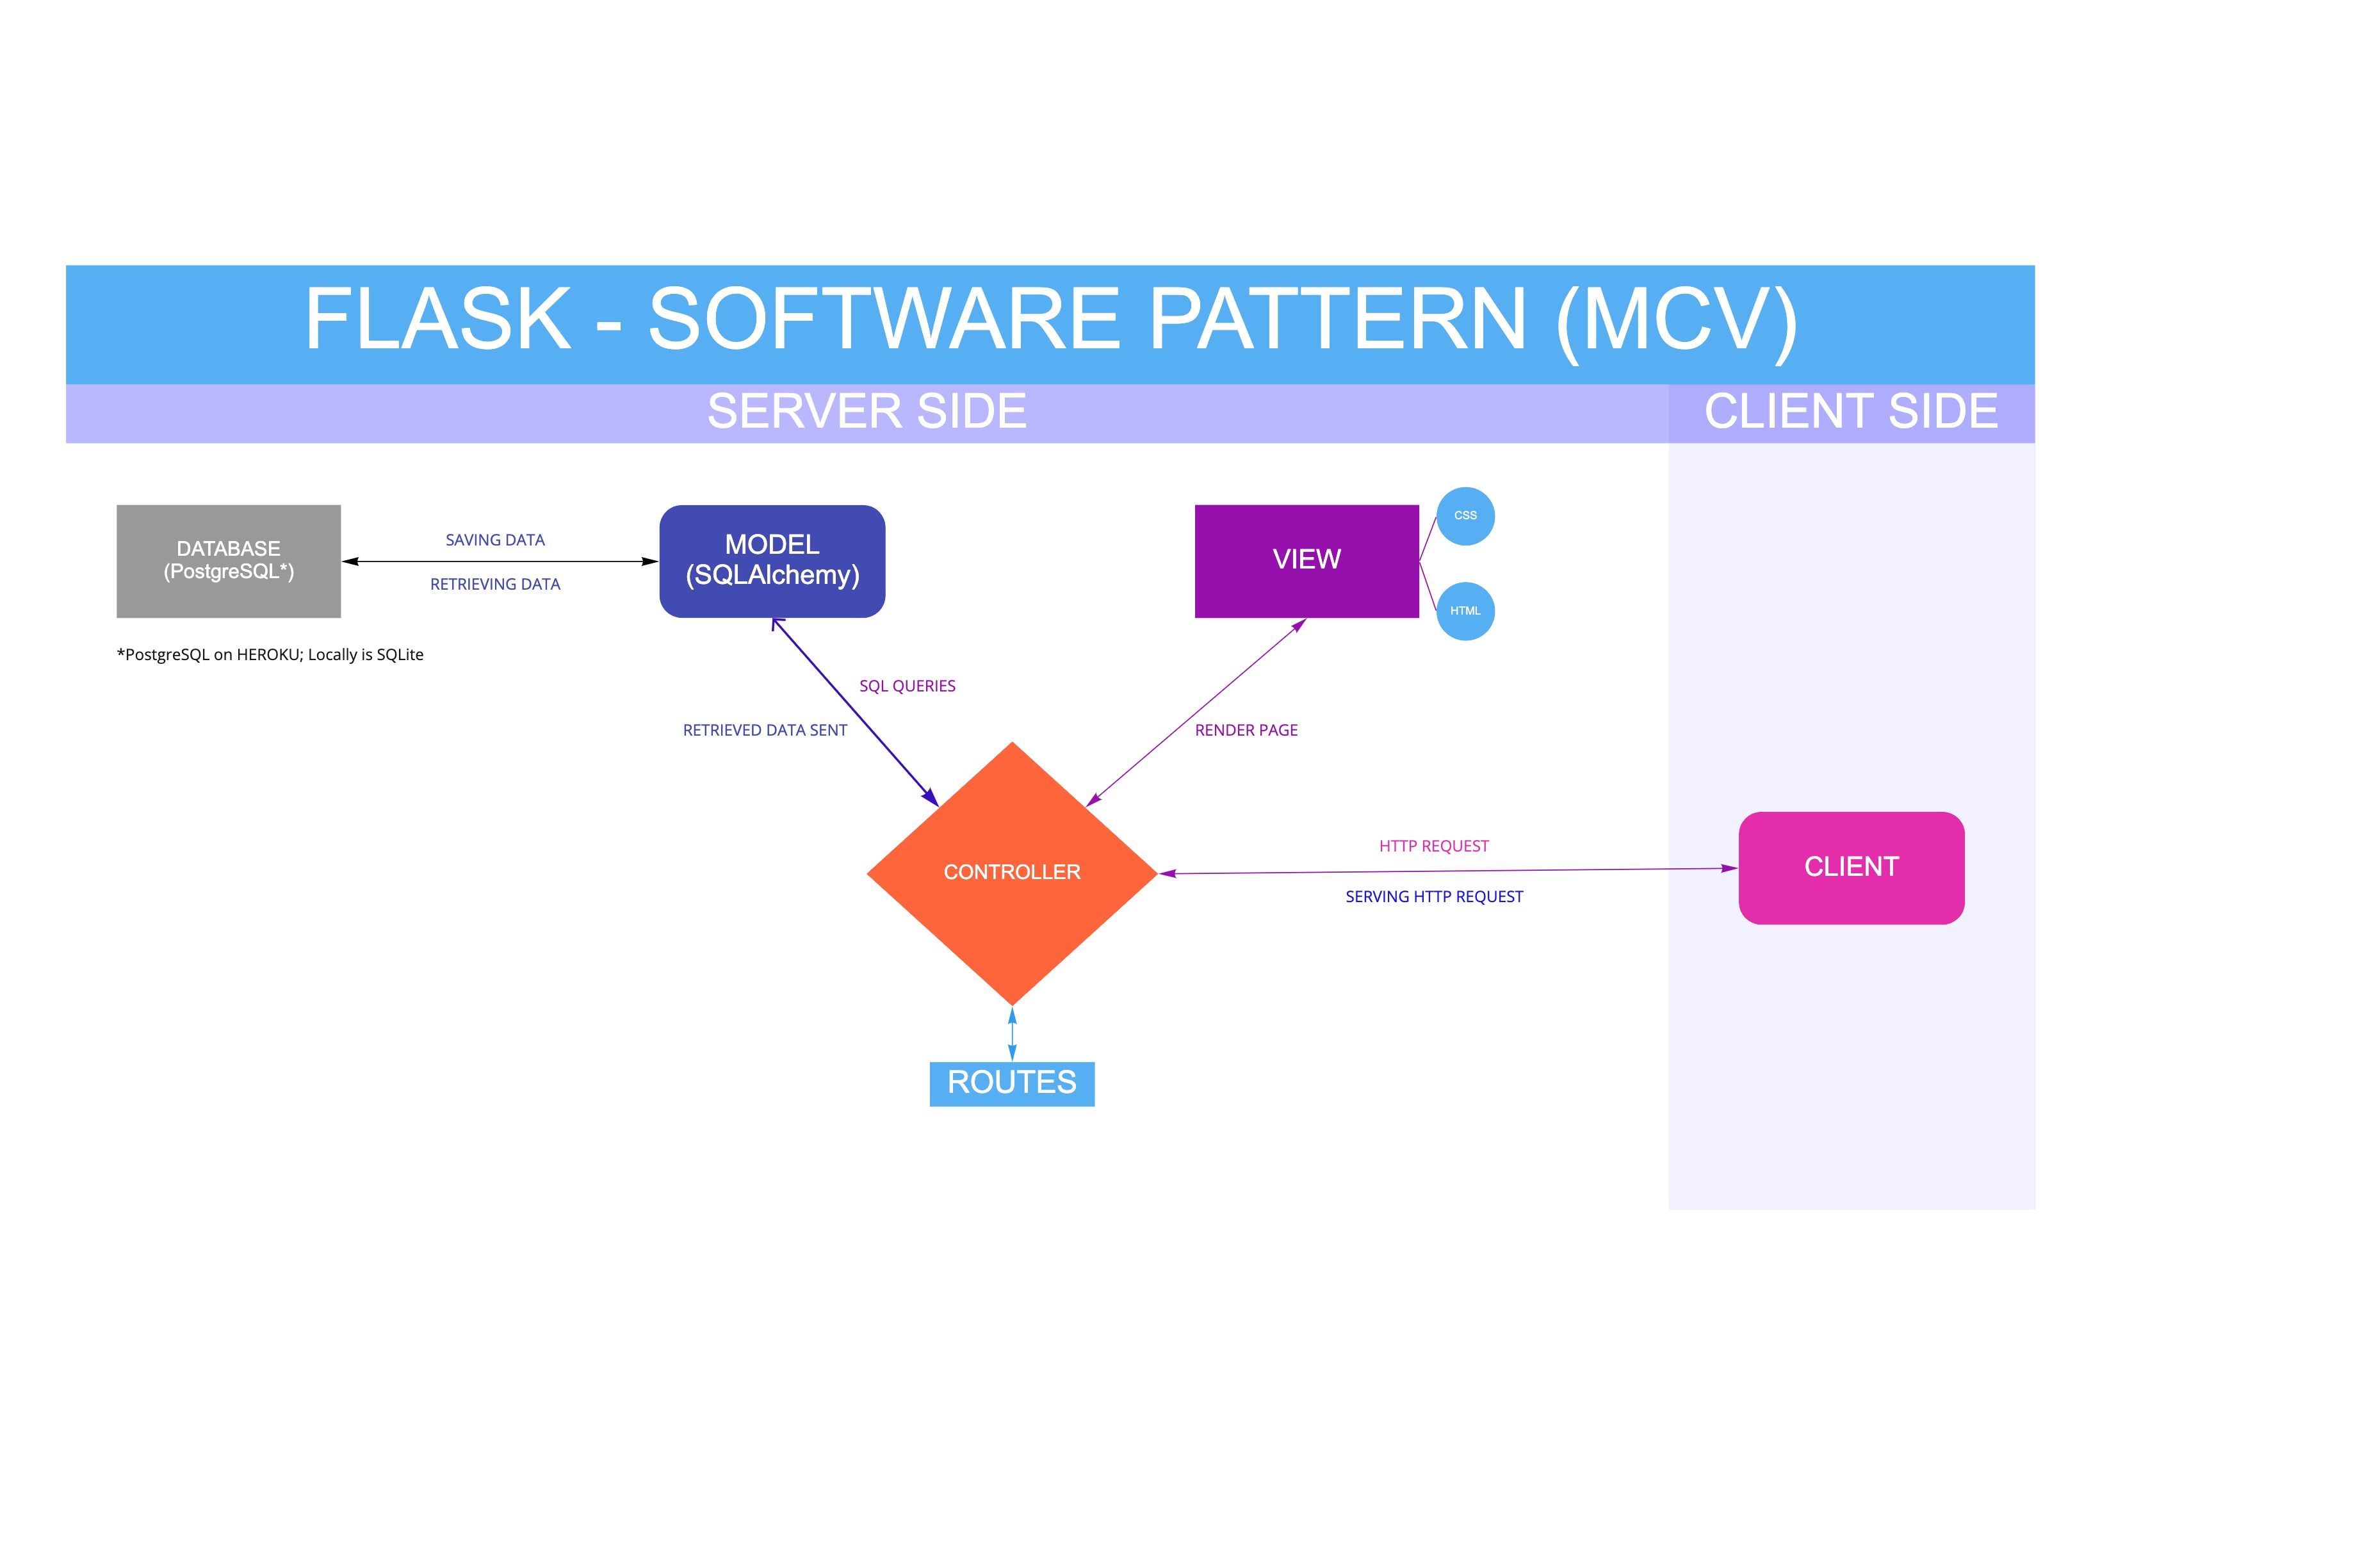 FLASK - SOFTWARE PATTERN (MCV)
SERVER SIDE
CLIENT SIDE
DATABASE
(PostgreSQL*)
SAVING DATA
RETRIEVING DATA
MODEL
(SQLAlchemy)
VIEW
CSS
HTML
*PostgreSQL on HEROKU; Locally is SQLite
SQL QUERIES
RETRIEVED DATA SENT
RENDER PAGE
CONTROLLER
HTTP REQUEST
SERVING HTTP REQUEST
CLIENT
ROUTES